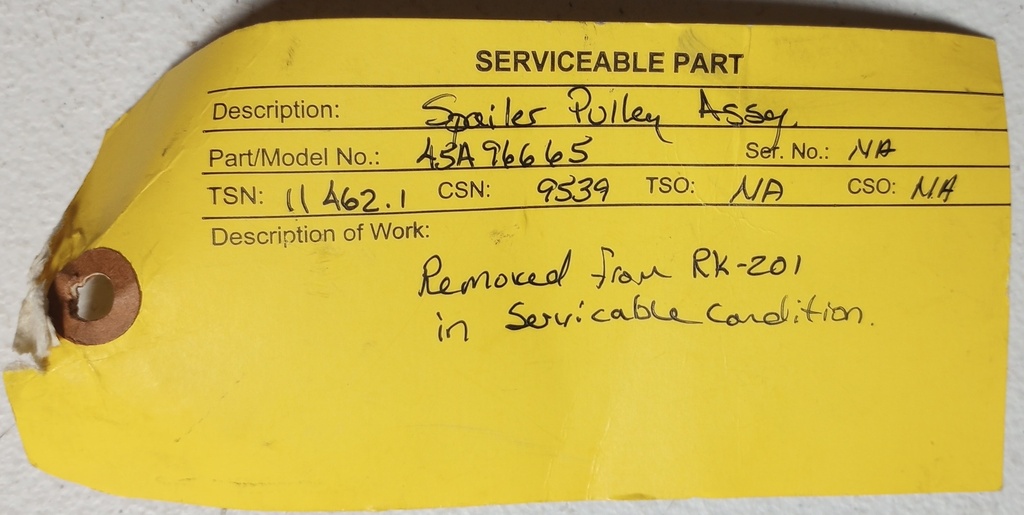 SERVICEABLE PART
Description: Spoiler Pulley Assy.
Part/Model No.: 45A96665 Ser. No.: NA
TSN: 11462.1 CSN: 9539 TSO: NA CSO: NA
Description of Work:
Removed from RK-201
in Servicable Condition.